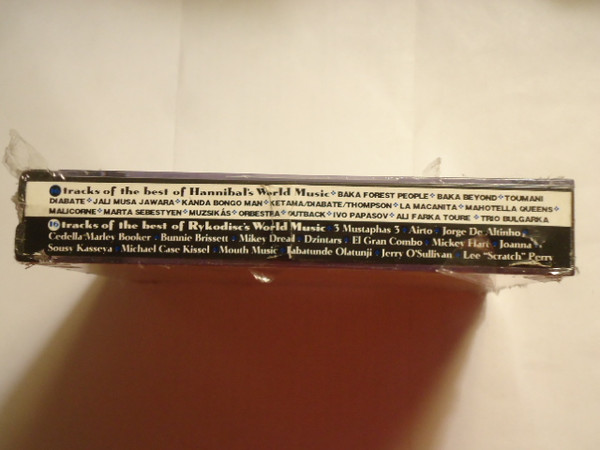 tracks of the best of Hannibal's World Music ❖ BAKA FOREST PEOPLE ❖ BAKA BEYOND ❖ TOUMANI
DIABATE ❖ JALI MUSA JAWARA ❖ KANDA BONGO MAN ❖ KETAMA/DIABATE/THOMPSON ❖ LA MACANITA ❖ MAHOTELLA QUEENS ❖
MALICORNE ❖ MARTA SEBESTYEN ❖ MUZSIKÁS ❖ ORBESTRA ❖ OUTBACK ❖ IVO PAPASOV ❖ ALI FARKA TOURE ❖ TRIO BULGARKA
16 tracks of the best of Rykodisc's World Music 3 Mustaphas 3 Airto Jorge De Altinho
Cedella Marley Booker Bunnie Brissett Mikey Dread Dzintars El Gran Combo Mickey Hart Joanna
Sousy Kasseya Michael Case Kissel Mouth Music Babatunde Olatunji Jerry O'Sullivan Lee "Scratch" Perry